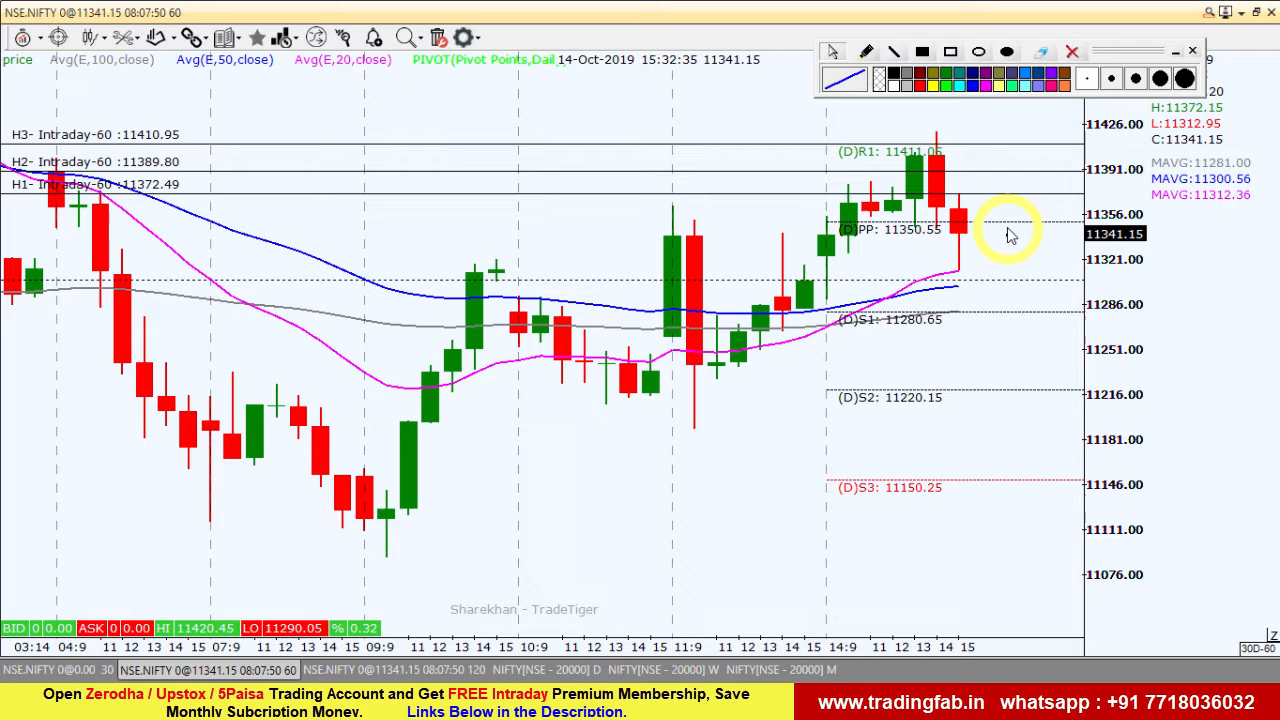 NSE.NIFTY 0@11341.15 08:07:50 60
price Avg(E,100,close) Avg(E,50,close) Avg(E,20,close) PIVOT(Pivot Points,Dail 14-Oct-2019 15:32:35 11341.15
20
H:11372.15
L:11312.95
C:11341.15
MAVG:11281.00
MAVG:11300.56
MAVG:11312.36
H3- Intraday-60 :11410.95
H2- Intraday-60 :11389.80
H1- Intraday-60 :11372.49
(D)R1: 11411.05
(D)PP: 11350.55
(D)S1: 11280.65
(D)S2: 11220.15
(D)S3: 11150.25
11426.00
11391.00
11356.00
11341.15
11321.00
11286.00
11251.00
11216.00
11181.00
11146.00
11111.00
11076.00
Sharekhan - TradeTiger
BID 0 0.00 ASK 0 0.00 HI 11420.45 LO 11290.05 % 0.32
03:14 04:9 11 12 13 14 15 07:9 11 12 13 14 15 09:9 11 12 13 14 15 10:9 11 12 13 14 15 11:9 11 12 13 14 15 14:9 11 12 13 14 15
Z
30D-60
NSE.NIFTY 0@0.00 30 NSE.NIFTY 0@11341.15 08:07:50 60 NSE.NIFTY 0@11341.15 08:07:50 120 NIFTY[NSE - 20000] D NIFTY[NSE - 20000] W NIFTY[NSE - 20000] M
Open Zerodha / Upstox / 5Paisa Trading Account and Get FREE Intraday Premium Membership, Save
Monthly Subcription Money. Links Below in the Description.
www.tradingfab.in whatsapp : +91 7718036032